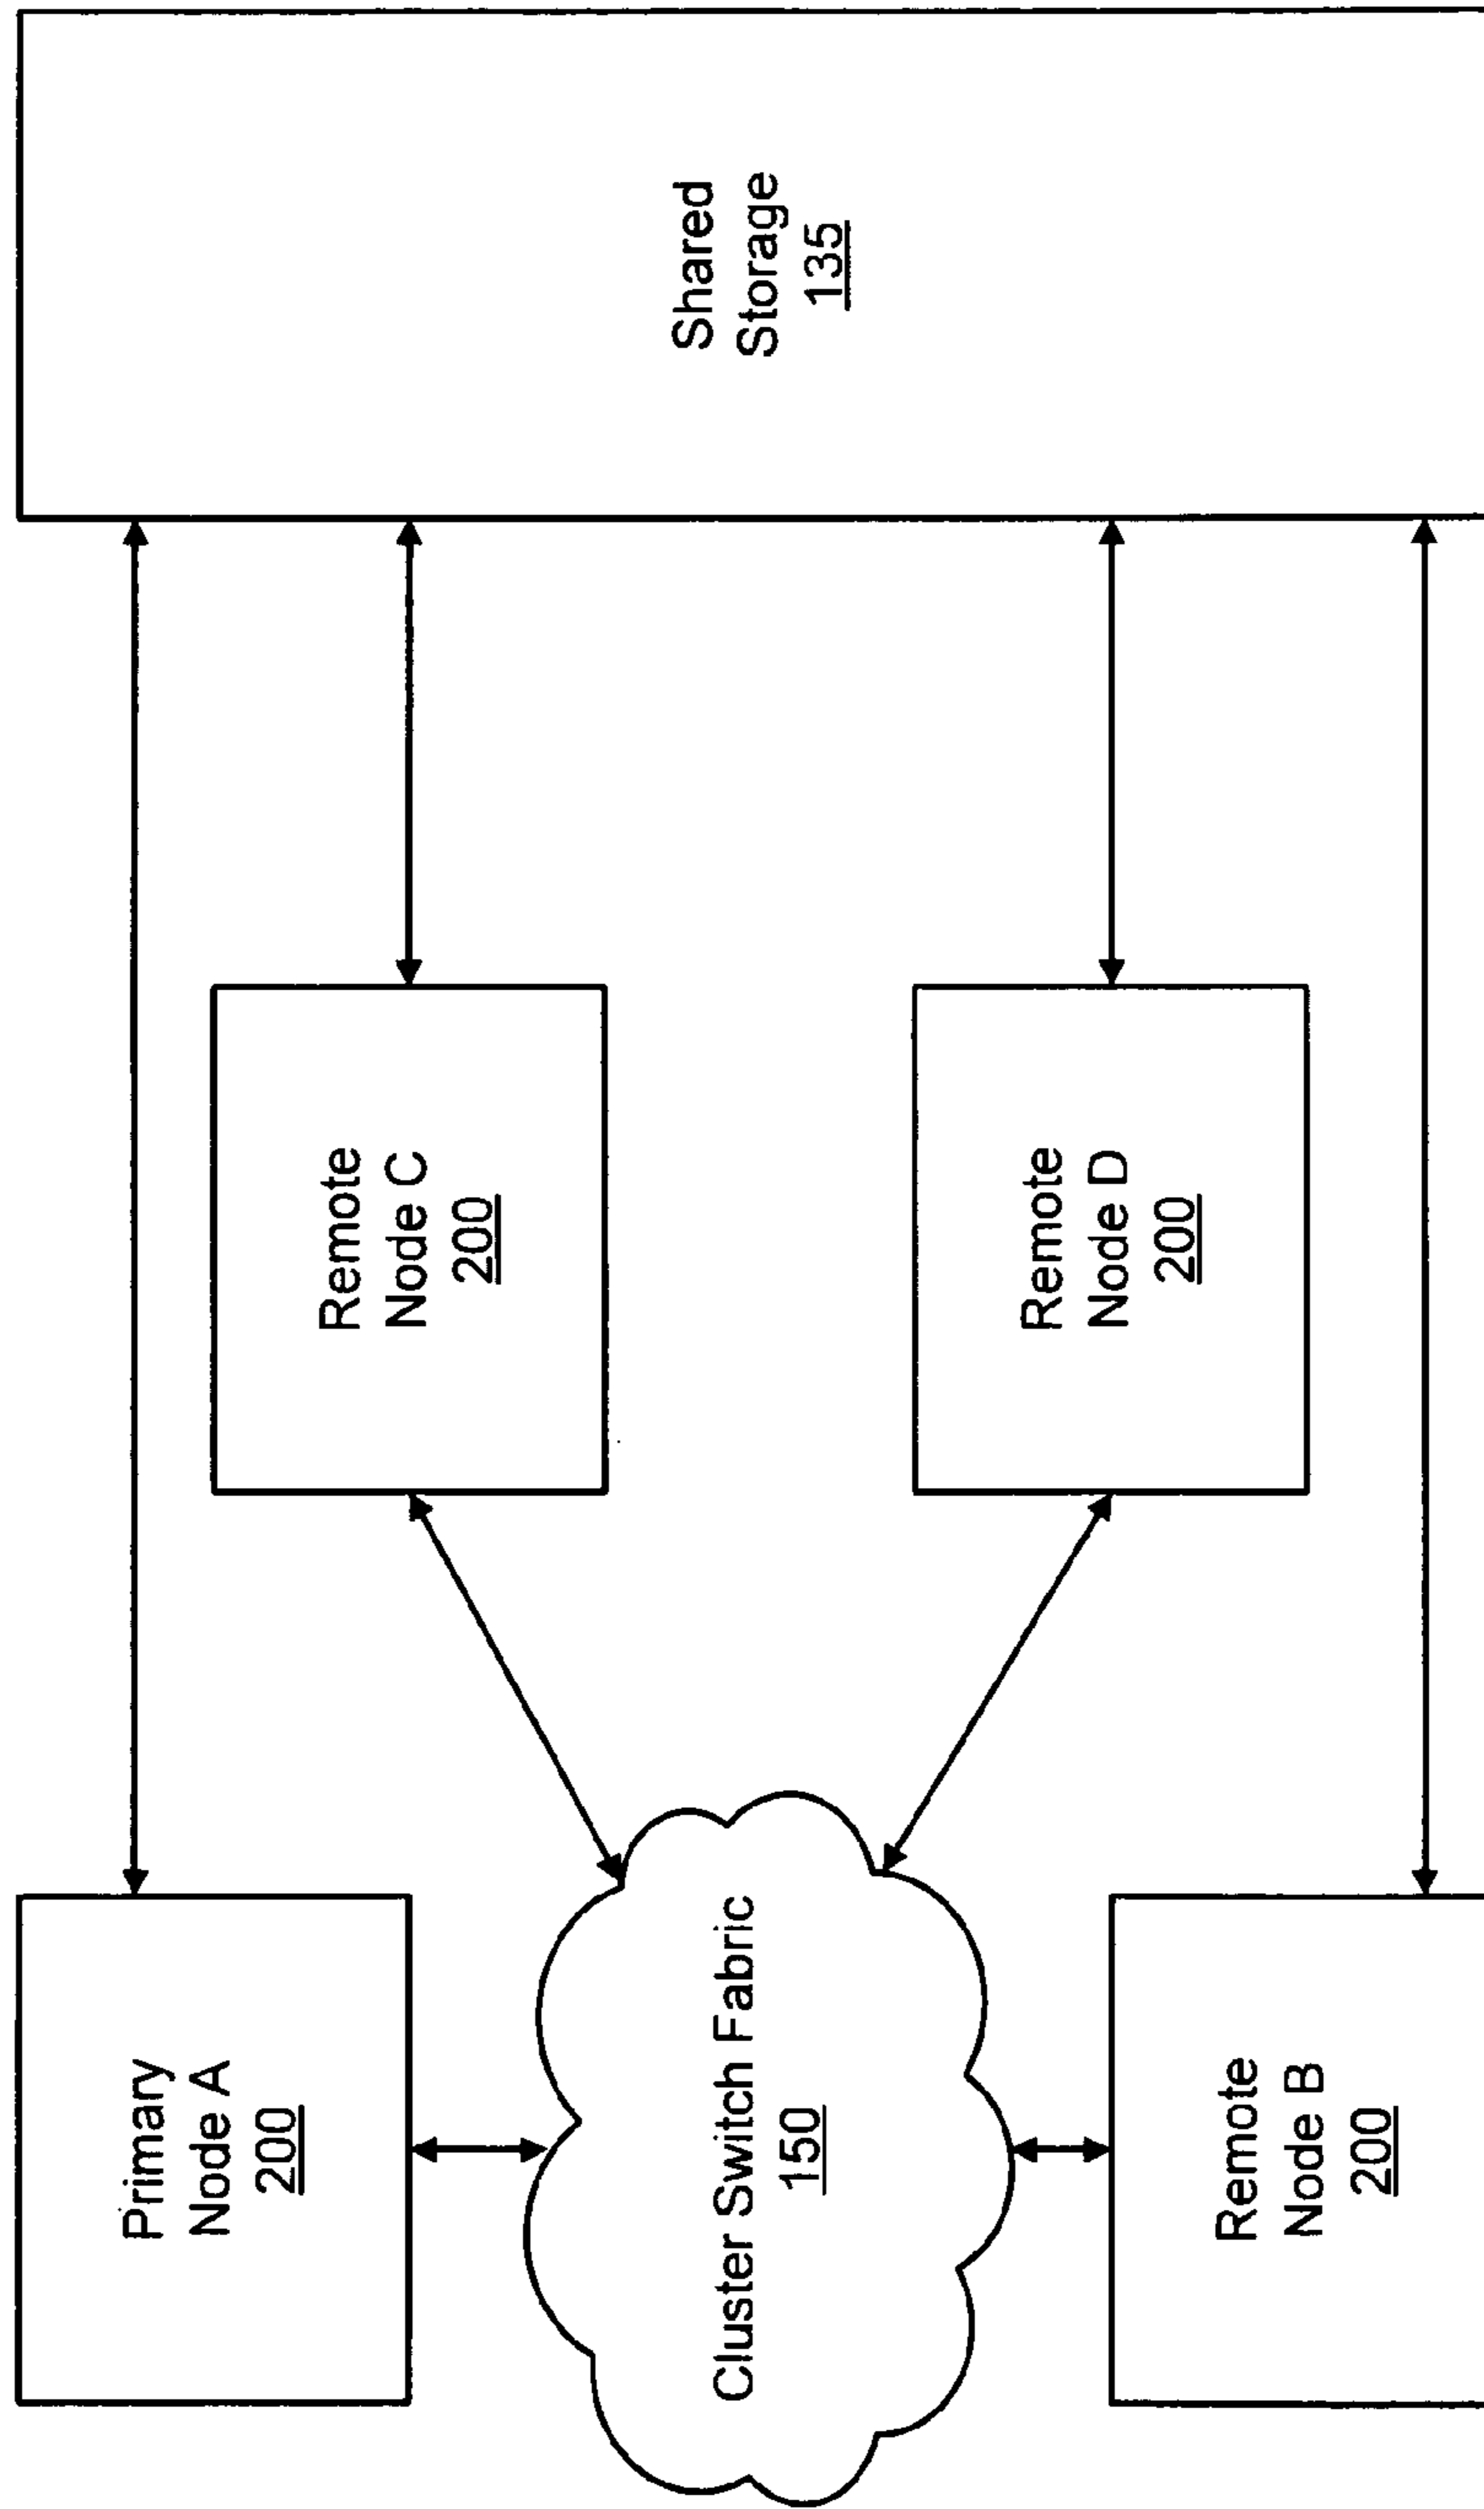 Primary
Node A
200
Remote
Node C
200
Shared
Storage
135
Cluster Switch Fabric
150
Remote
Node D
200
Remote
Node B
200